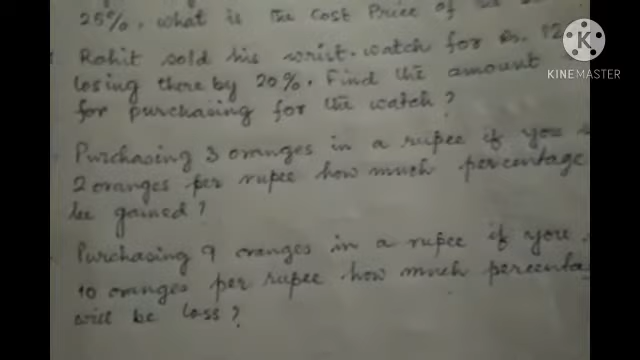 25%. What is the Cost Price of
Rohit sold his wrist-watch for Rs. 12
losing there by 20%. Find the amount
for purchasing for the watch?
Purchasing 3 oranges in a rupee if you
2 oranges per rupee how much percentage
be gained?
Purchasing 9 oranges in a rupee if you
10 oranges per rupee how much percenta
will be loss?
K
KINEMASTER